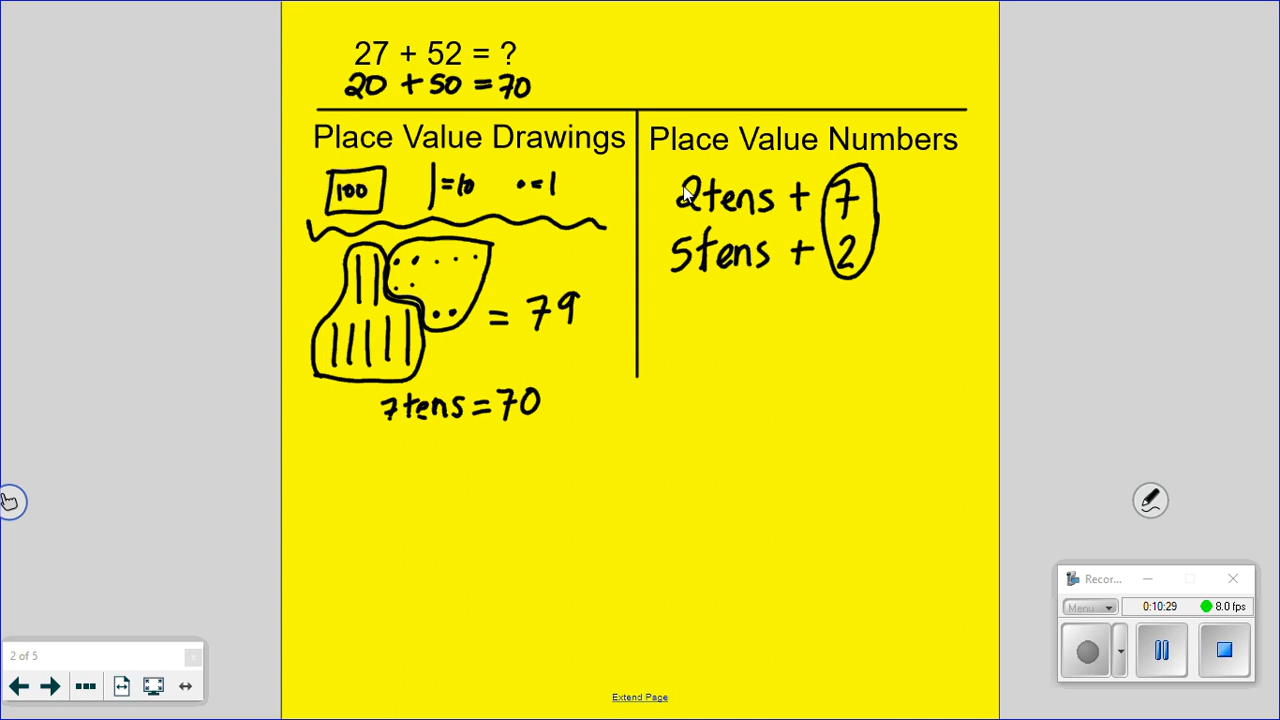 27 + 52 = ?
20 + 50 = 70
Place Value Drawings
100 |=10 •=1
= 79
7tens=70
Place Value Numbers
2tens + 7
5tens + 2
Extend Page
2 of 5
Recor...
Menu
0:10:29
8.0 fps